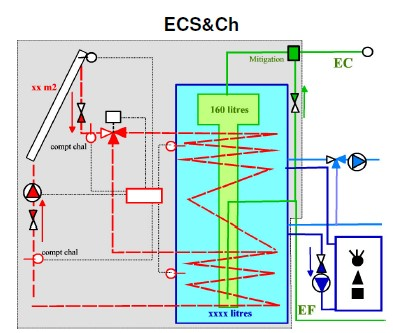 ECS&Ch
Mitigation
EC
xx m2
160 litres
compt chal
compt chal
xxxx litres
EF